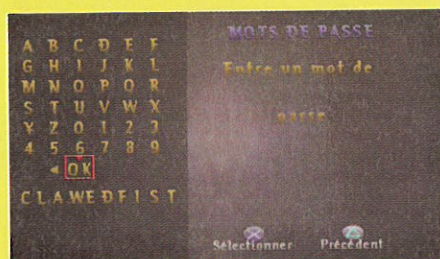 A B C D E F
G H I J K L
M N O P Q R
S T U V W X
Y Z 0 1 2 3
4 5 6 7 8 9
◄ OK
CLAWEDFIST
MOTS DE PASSE
Entre un mot de
passe
Sélectionner Précédent